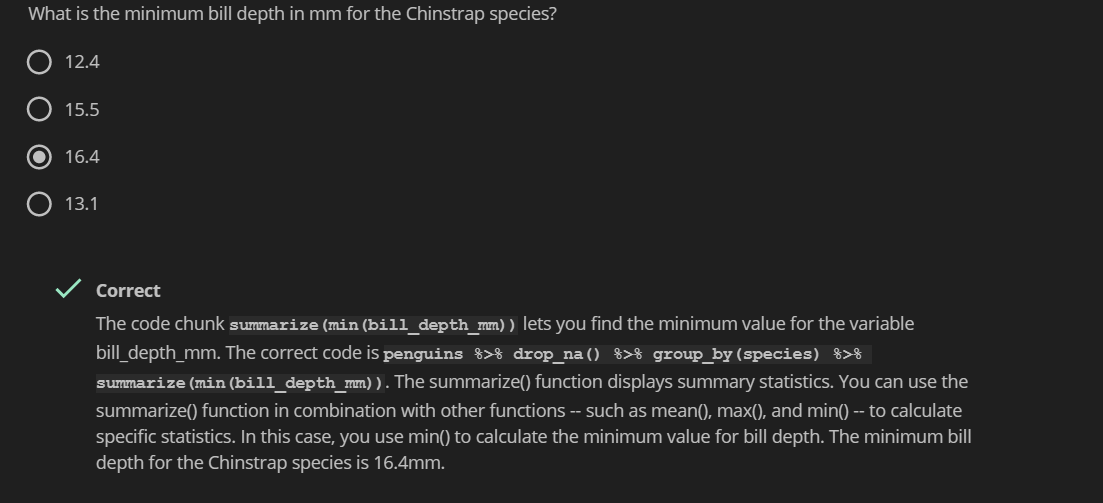 What is the minimum bill depth in mm for the Chinstrap species?
12.4
15.5
16.4
13.1
Correct
The code chunk summarize(min(bill_depth_mm)) lets you find the minimum value for the variable
bill_depth_mm. The correct code is penguins %>% drop_na() %>% group_by(species) %>%
summarize(min(bill_depth_mm)). The summarize() function displays summary statistics. You can use the
summarize() function in combination with other functions -- such as mean(), max(), and min() -- to calculate
specific statistics. In this case, you use min() to calculate the minimum value for bill depth. The minimum bill
depth for the Chinstrap species is 16.4mm.